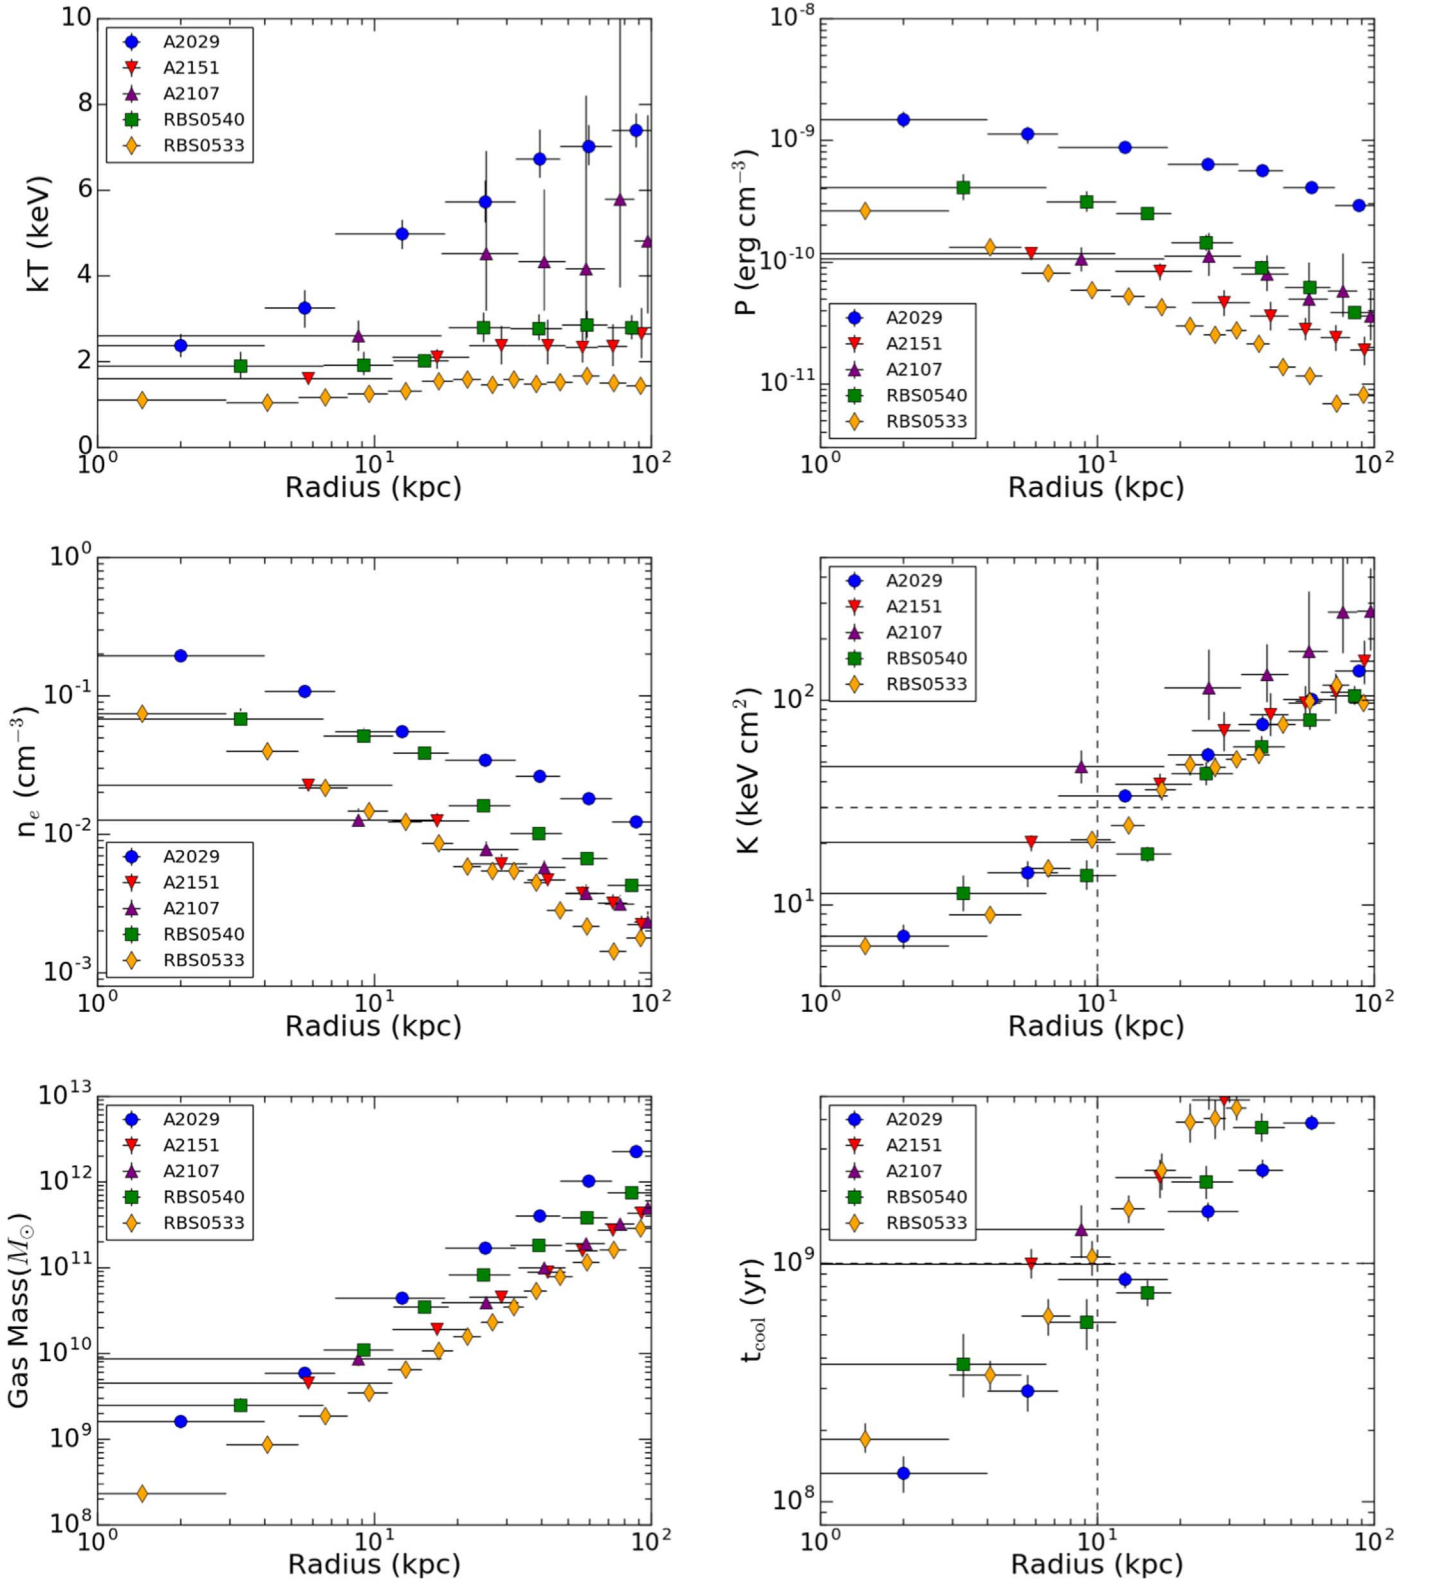 10
8
6
4
2
0
kT (keV)
A2029
A2151
A2107
RBS0540
RBS0533
10^0
10^1
10^2
Radius (kpc)
10^-8
10^-9
10^-10
10^-11
P (erg cm^-3)
A2029
A2151
A2107
RBS0540
RBS0533
10^0
10^1
10^2
Radius (kpc)
10^0
10^-1
10^-2
10^-3
n_e (cm^-3)
A2029
A2151
A2107
RBS0540
RBS0533
10^0
10^1
10^2
Radius (kpc)
10^2
10^1
K (keV cm^2)
A2029
A2151
A2107
RBS0540
RBS0533
10^0
10^1
10^2
Radius (kpc)
10^13
10^12
10^11
10^10
10^9
10^8
Gas Mass(M_⊙)
A2029
A2151
A2107
RBS0540
RBS0533
10^0
10^1
10^2
Radius (kpc)
10^9
10^8
t_cool (yr)
A2029
A2151
A2107
RBS0540
RBS0533
10^0
10^1
10^2
Radius (kpc)